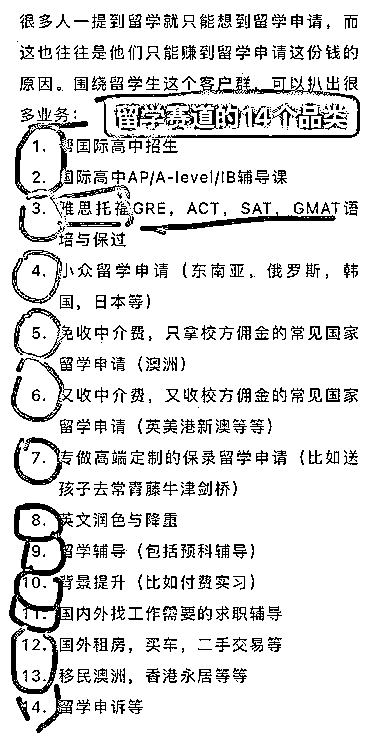 很多人一提到留学就只能想到留学申请，而
这也往往是他们只能赚到留学申请这份钱的
原因。围绕留学生这个客户群，可以扒出很
多业务：
留学赛道的14个品类
1. 帮国际高中招生
2. 国际高中AP/A-level/IB辅导课
3. 雅思托福GRE，ACT，SAT，GMAT语
培与保过
4. 小众留学申请（东南亚，俄罗斯，韩
国，日本等）
5. 免收中介费，只拿校方佣金的常见国家
留学申请（澳洲）
6. 又收中介费，又收校方佣金的常见国家
留学申请（英美港新澳等等）
7. 专做高端定制的保录留学申请（比如送
孩子去常青藤牛津剑桥）
8. 英文润色与降重
9. 留学辅导（包括预科辅导）
10. 背景提升（比如付费实习）
11. 国内外找工作需要的求职辅导
12. 国外租房，买车，二手交易等
13. 移民澳洲，香港永居等等
14. 留学申诉等